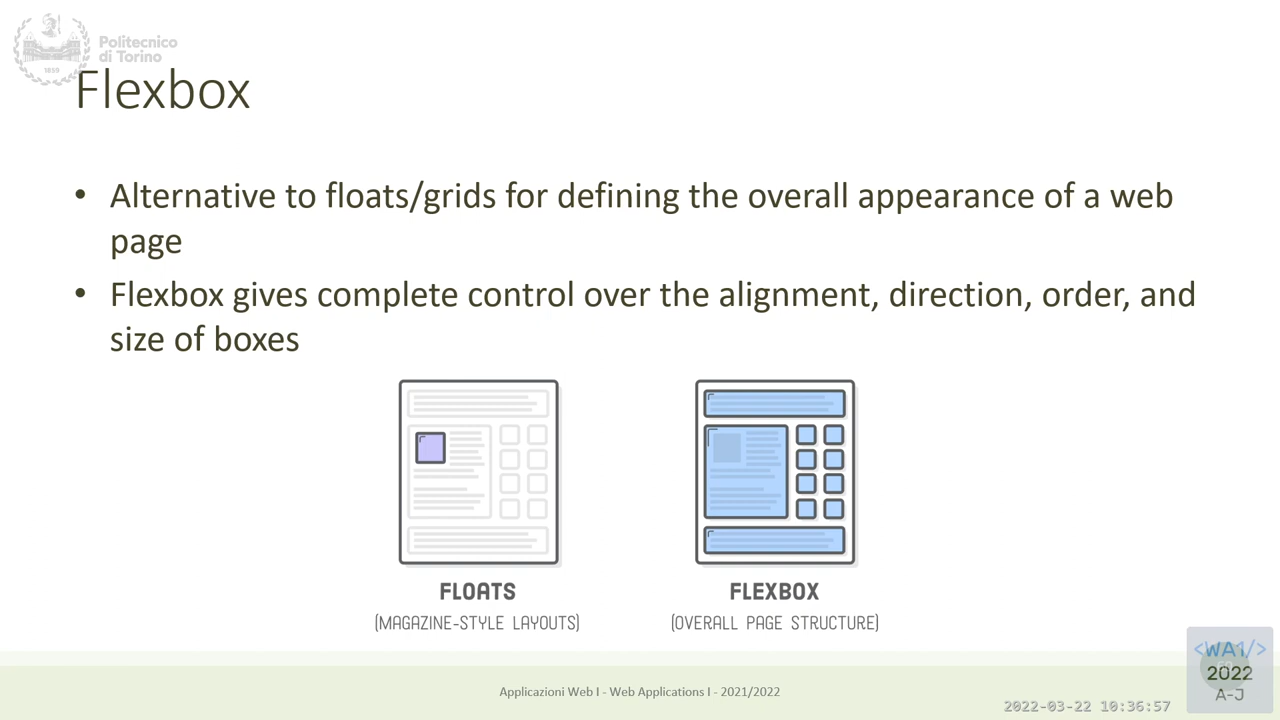 Politecnico
di Torino
1859
Flexbox
• Alternative to floats/grids for defining the overall appearance of a web
page
• Flexbox gives complete control over the alignment, direction, order, and
size of boxes
FLOATS
(MAGAZINE-STYLE LAYOUTS)
FLEXBOX
(OVERALL PAGE STRUCTURE)
Applicazioni Web I - Web Applications I - 2021/2022
2022-03-22 10:36:57
<WA1/>
2022
A-J